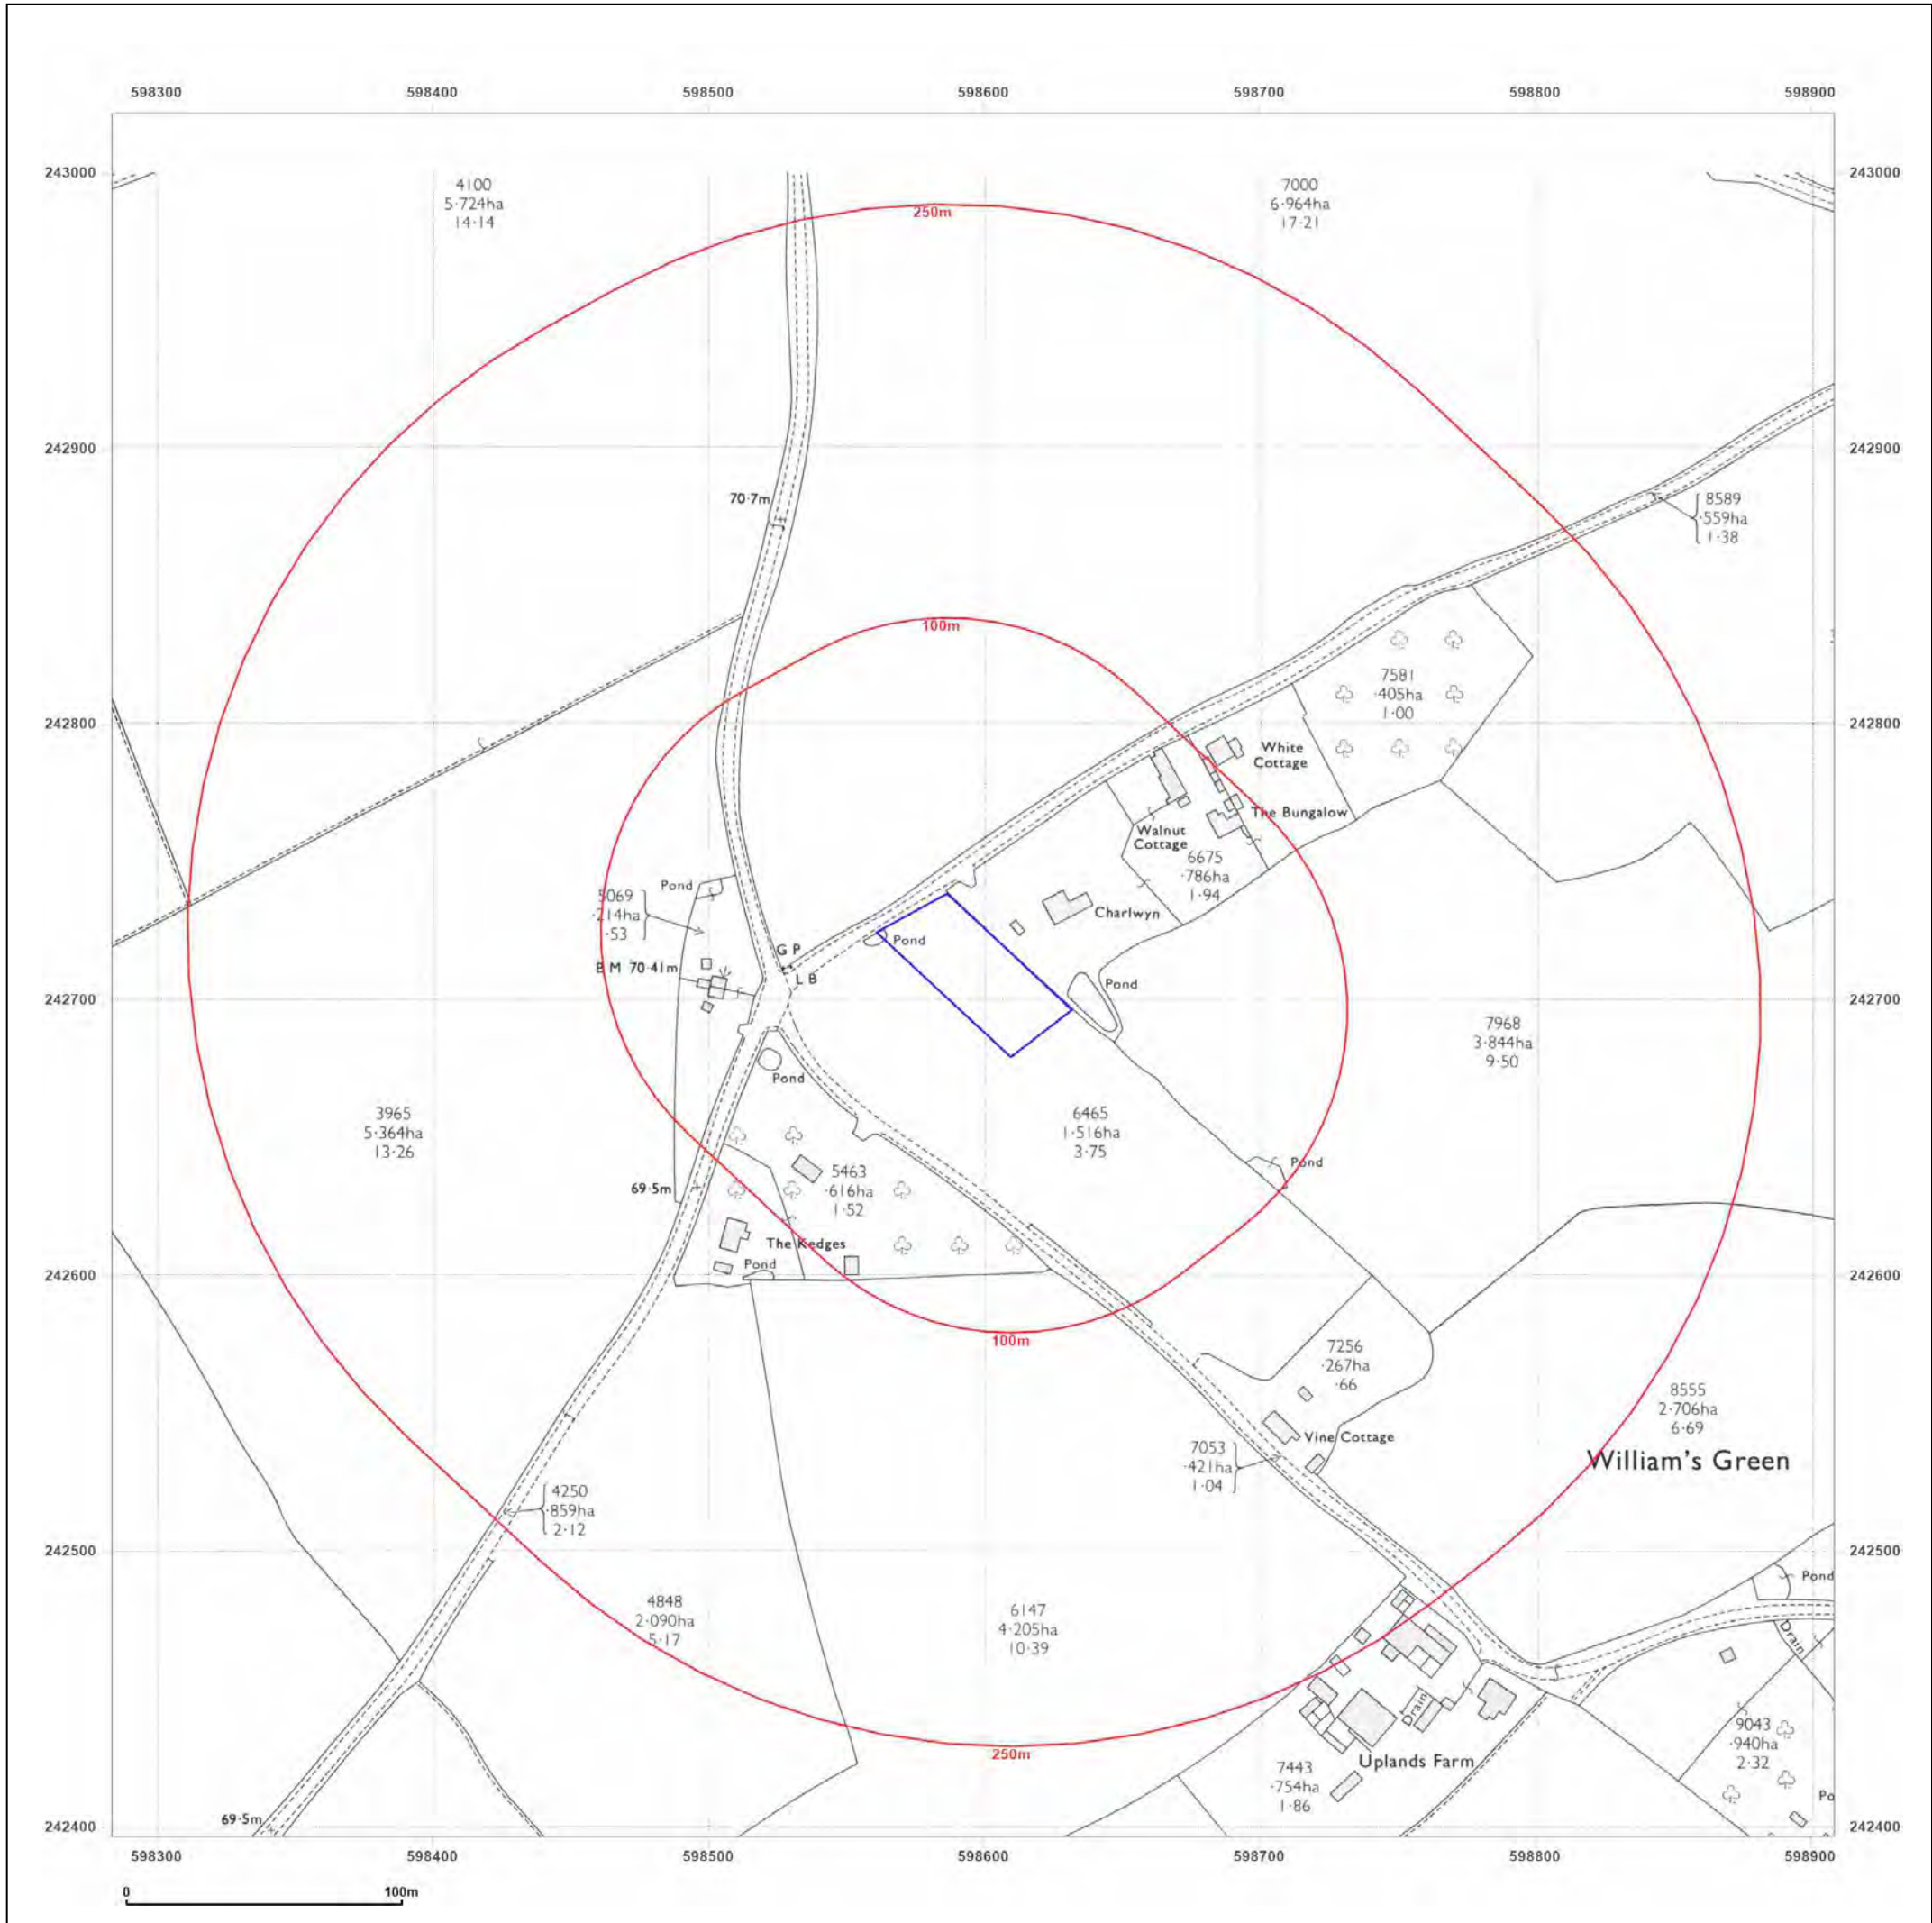 598300
598400
598500
598600
598700
598800
598900
243000
243000
4100
5·724ha
14·14
7000
6·964ha
17·21
250m
242900
242900
70·7m
8589
·559ha
1·38
100m
7581
·405ha
1·00
242800
242800
White
Cottage
The Bungalow
Walnut
Cottage
6675
·786ha
1·94
Pond
5069
·214ha
·53
Charlwyn
Pond
G P
B M 70·41m
L B
Pond
242700
242700
7968
3·844ha
9·50
Pond
3965
5·364ha
13·26
6465
1·516ha
3·75
Pond
5463
·616ha
1·52
69·5m
The Kedges
Pond
242600
242600
100m
7256
·267ha
·66
8555
2·706ha
6·69
Vine Cottage
7053
·421ha
1·04
William's Green
4250
·859ha
2·12
242500
242500
Pond
4848
2·090ha
5·17
6147
4·205ha
10·39
Drain
Drain
9043
·940ha
2·32
250m
Uplands Farm
7443
·754ha
1·86
Po
69·5m
242400
242400
598300
598400
598500
598600
598700
598800
598900
0
100m